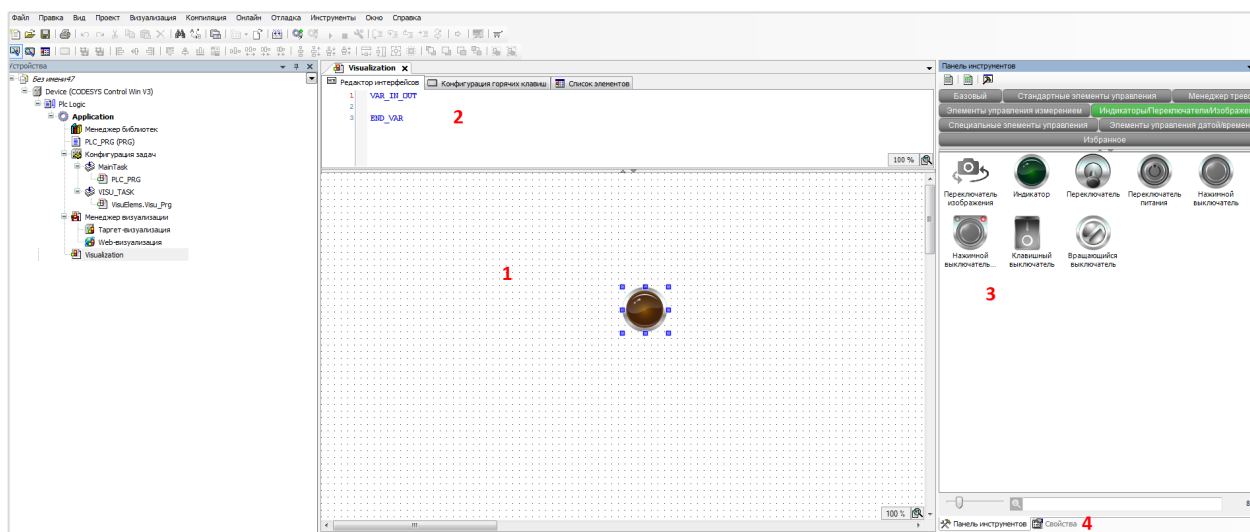 Файл Правка Вид Проект Визуализация Компиляция Онлайн Отладка Инструменты Окно Справка
Устройства
Без имени47
Device (CODESYS Control Win V3)
Plc Logic
Application
Менеджер библиотек
PLC_PRG (PRG)
Конфигурация задач
MainTask
PLC_PRG
VISU_TASK
VisuElems.Visu_Prg
Менеджер визуализации
Таргет-визуализация
Web-визуализация
Visualization
Visualization X
Редактор интерфейсов Конфигурация горячих клавиш Список элементов
1 VAR_IN_OUT
2
3 END_VAR
2
100 %
1
100 %
Панель инструментов
Базовый Стандартные элементы управления Менеджер трево
Элементы управления измерением Индикаторы/Переключатели/Изображен
Специальные элементы управления Элементы управления датой/времен
Избранное
Переключатель изображения
Индикатор
Переключатель
Переключатель питания
Нажимной выключатель
Нажимной выключатель...
Клавишный выключатель
Вращающийся выключатель
3
Панель инструментов Свойства 4